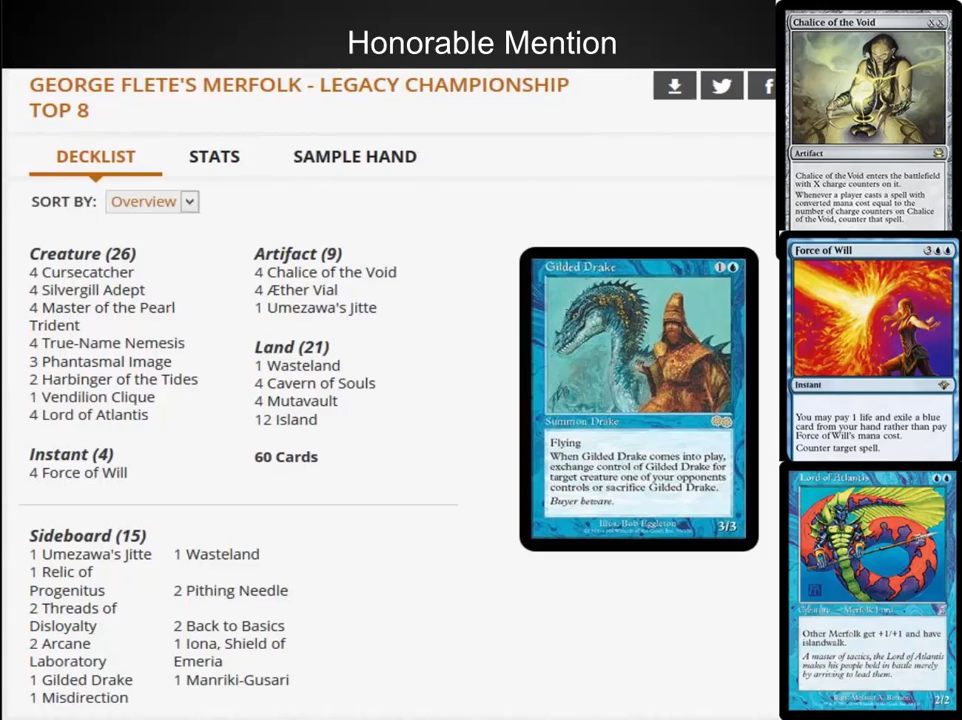 Honorable Mention
GEORGE FLETE'S MERFOLK - LEGACY CHAMPIONSHIP
TOP 8
DECKLIST STATS SAMPLE HAND
SORT BY: Overview
Creature (26)
4 Cursecatcher
4 Silvergill Adept
4 Master of the Pearl
Trident
4 True-Name Nemesis
3 Phantasmal Image
2 Harbinger of the Tides
1 Vendilion Clique
4 Lord of Atlantis
Instant (4)
4 Force of Will
Artifact (9)
4 Chalice of the Void
4 Æther Vial
1 Umezawa's Jitte
Land (21)
1 Wasteland
4 Cavern of Souls
4 Mutavault
12 Island
60 Cards
Sideboard (15)
1 Umezawa's Jitte
1 Relic of
Progenitus
2 Threads of
Disloyalty
2 Arcane
Laboratory
1 Gilded Drake
1 Misdirection
1 Wasteland
2 Pithing Needle
2 Back to Basics
1 Iona, Shield of
Emeria
1 Manriki-Gusari
Gilded Drake 1
Summon Drake
Flying
When Gilded Drake comes into play,
exchange control of Gilded Drake for
target creature one of your opponents
controls or sacrifice Gilded Drake.
Buyer beware.
Illus. Bob Eggleton
3/3
Chalice of the Void XX
Artifact
Chalice of the Void enters the battlefield
with X charge counters on it.
Whenever a player casts a spell with
converted mana cost equal to the
number of charge counters on Chalice
of the Void, counter that spell.
Force of Will 3
Instant
You may pay 1 life and exile a blue
card from your hand rather than pay
Force of Will's mana cost.
Counter target spell.
Lord of Atlantis
Creature — Merfolk Lord
Other Merfolk get +1/+1 and have
islandwalk.
A master of tactics, the Lord of Atlantis
makes his people bold in battle merely
by arriving to lead them.
2/2